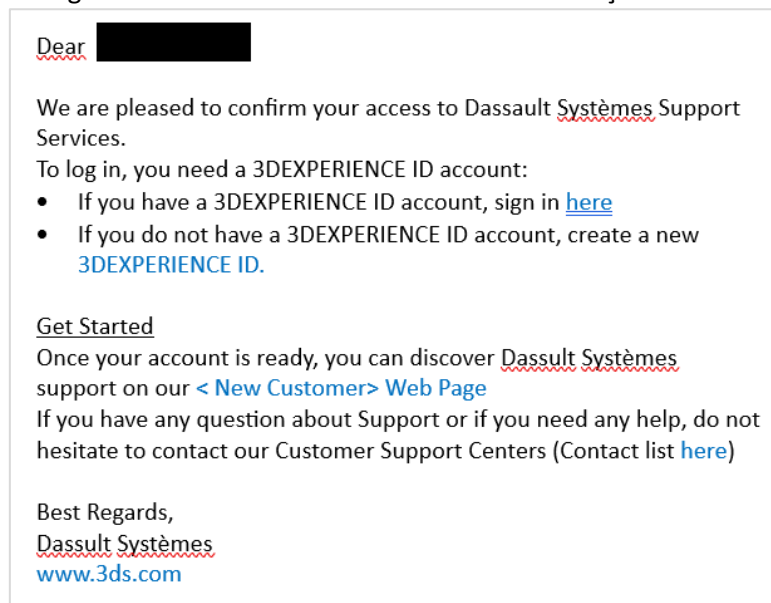 Dear
We are pleased to confirm your access to Dassault Systèmes Support
Services.
To log in, you need a 3DEXPERIENCE ID account:
• If you have a 3DEXPERIENCE ID account, sign in here
• If you do not have a 3DEXPERIENCE ID account, create a new
3DEXPERIENCE ID.
Get Started
Once your account is ready, you can discover Dassult Systèmes
support on our < New Customer> Web Page
If you have any question about Support or if you need any help, do not
hesitate to contact our Customer Support Centers (Contact list here)
Best Regards,
Dassult Systèmes
www.3ds.com